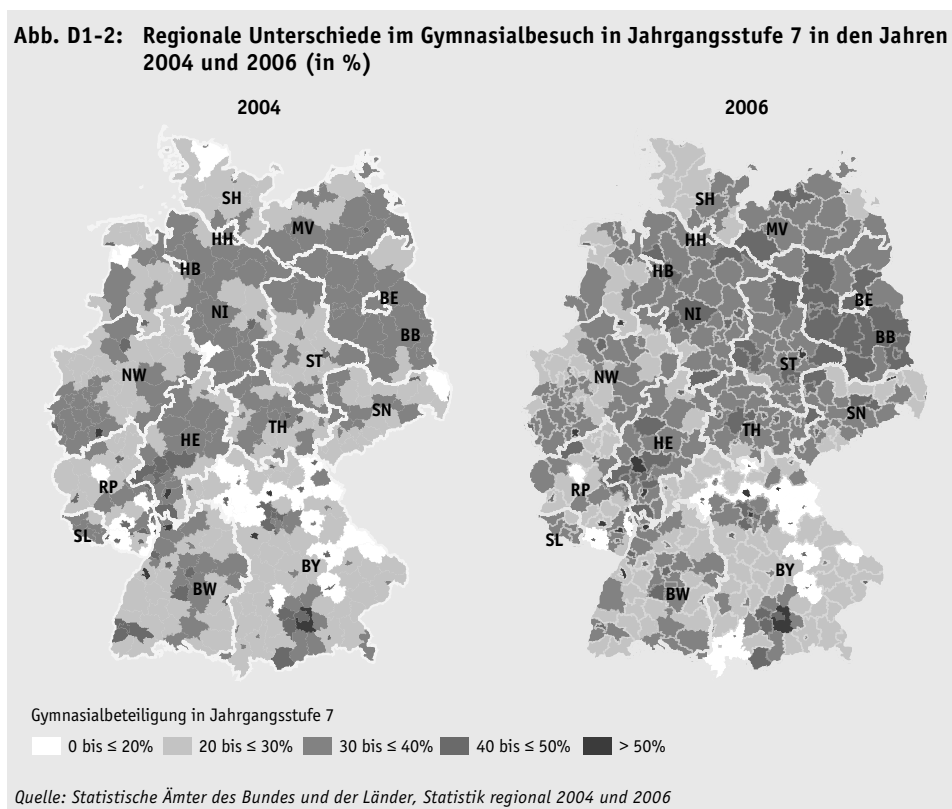 Abb. D1-2: Regionale Unterschiede im Gymnasialbesuch in Jahrgangsstufe 7 in den Jahren
2004 und 2006 (in %)
2004
2006
SH
HH
MV
HB
NI
BE
BB
ST
NW
HE
TH
SN
RP
SL
BW
BY
SH
HH
MV
HB
NI
BE
BB
ST
NW
HE
TH
SN
RP
SL
BW
BY
Gymnasialbeteiligung in Jahrgangsstufe 7
0 bis ≤ 20% 20 bis ≤ 30% 30 bis ≤ 40% 40 bis ≤ 50% > 50%
Quelle: Statistische Ämter des Bundes und der Länder, Statistik regional 2004 und 2006